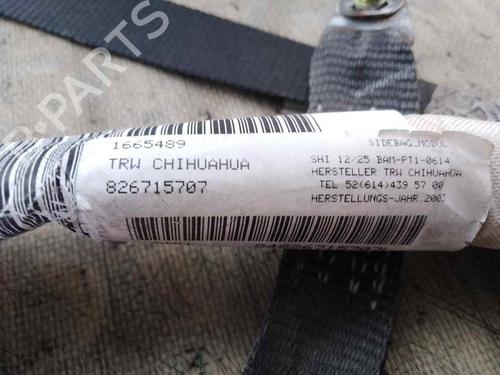 1665489
TRW CHIHUAHUA
826715707
SIDEBAG_MODUL
SHI 12/25 BAM-PT1-0614
HERSTELLER TRW CHIHUAHUA
TEL 52(614)439 57 00
HERSTELLUNGS-JAHR
B-PARTS